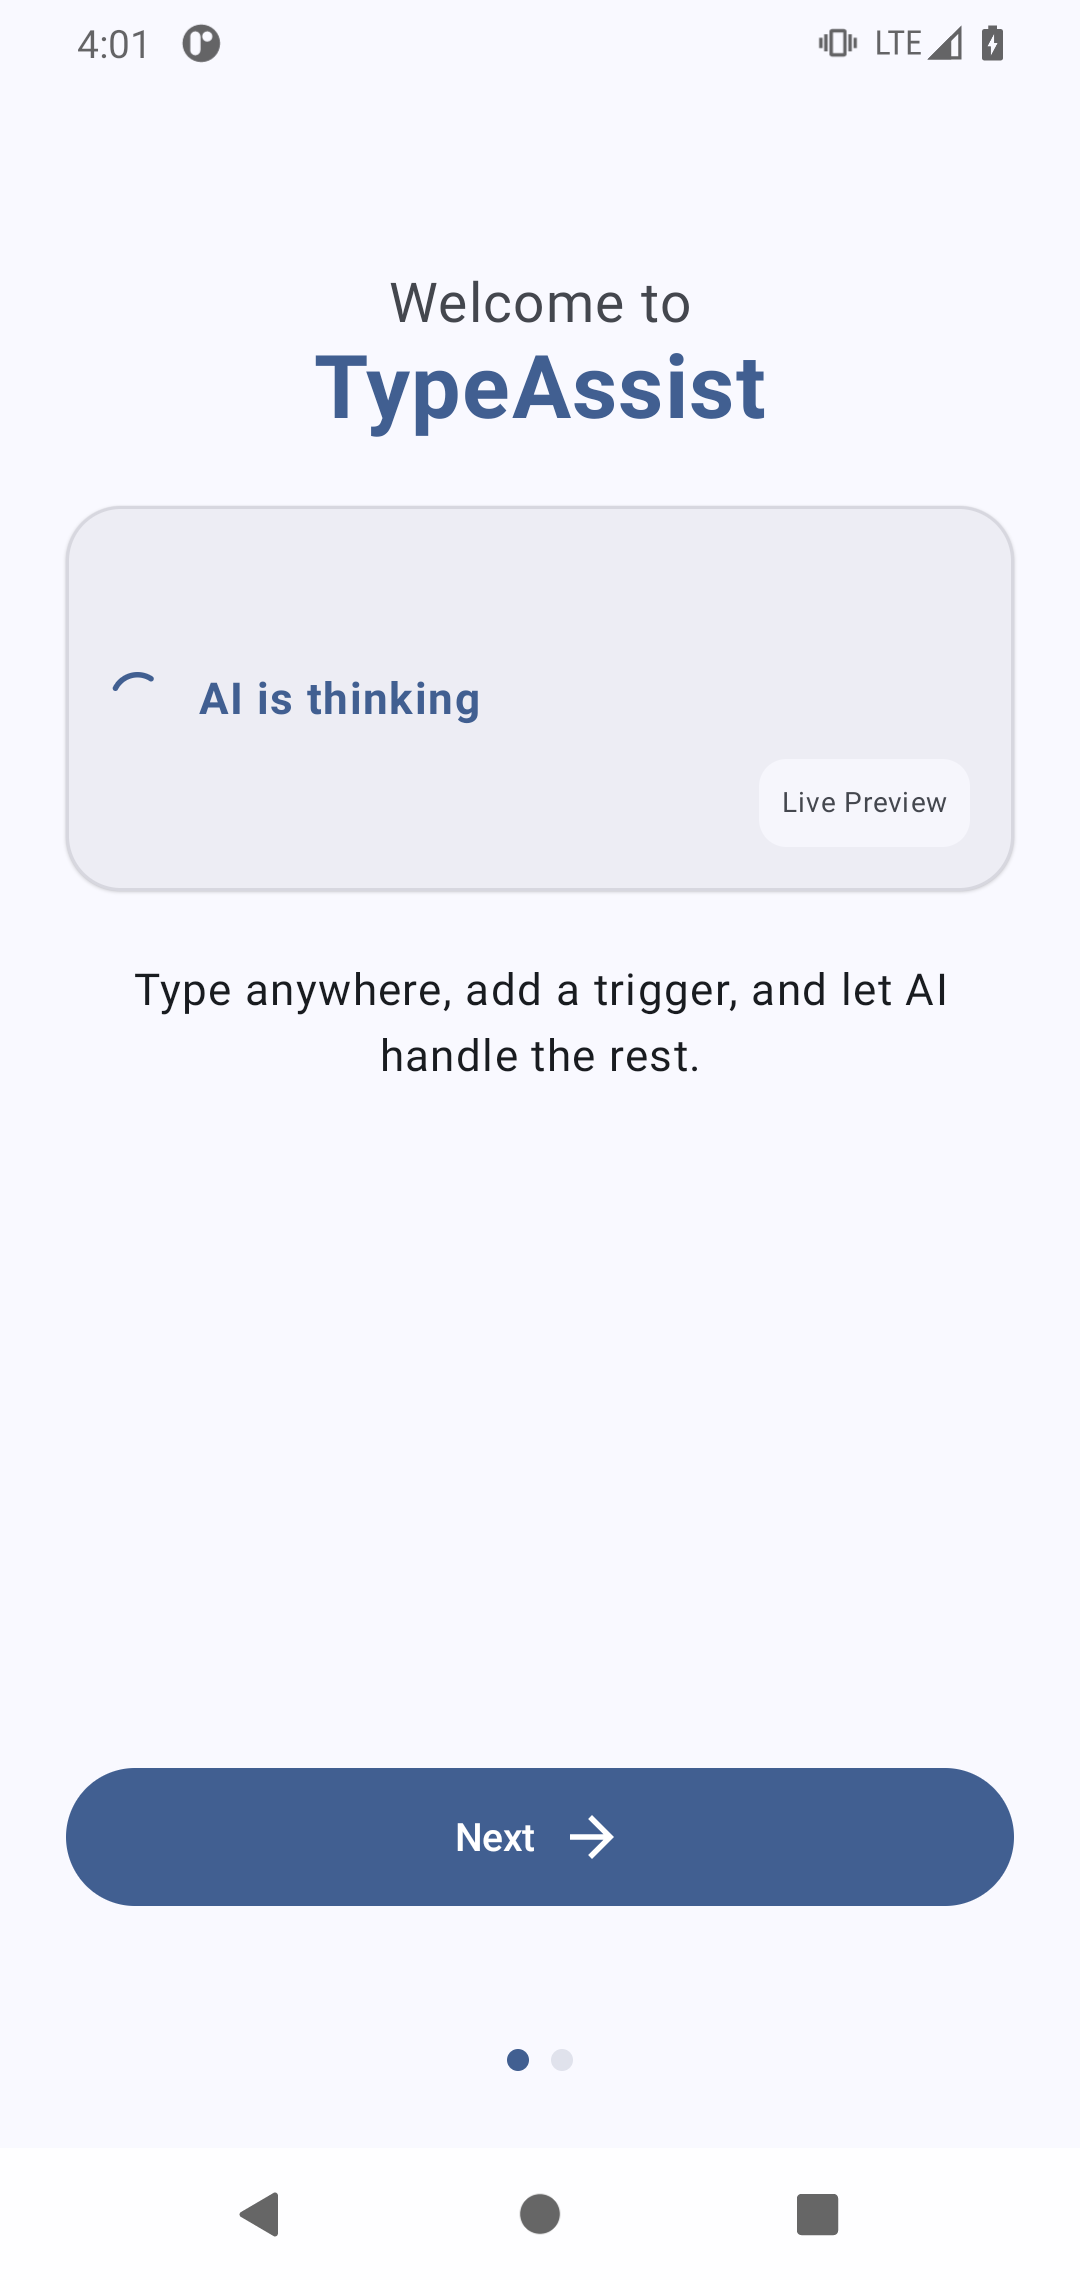 4:01
LTE
Welcome to
TypeAssist
AI is thinking
Live Preview
Type anywhere, add a trigger, and let AI
handle the rest.
Next